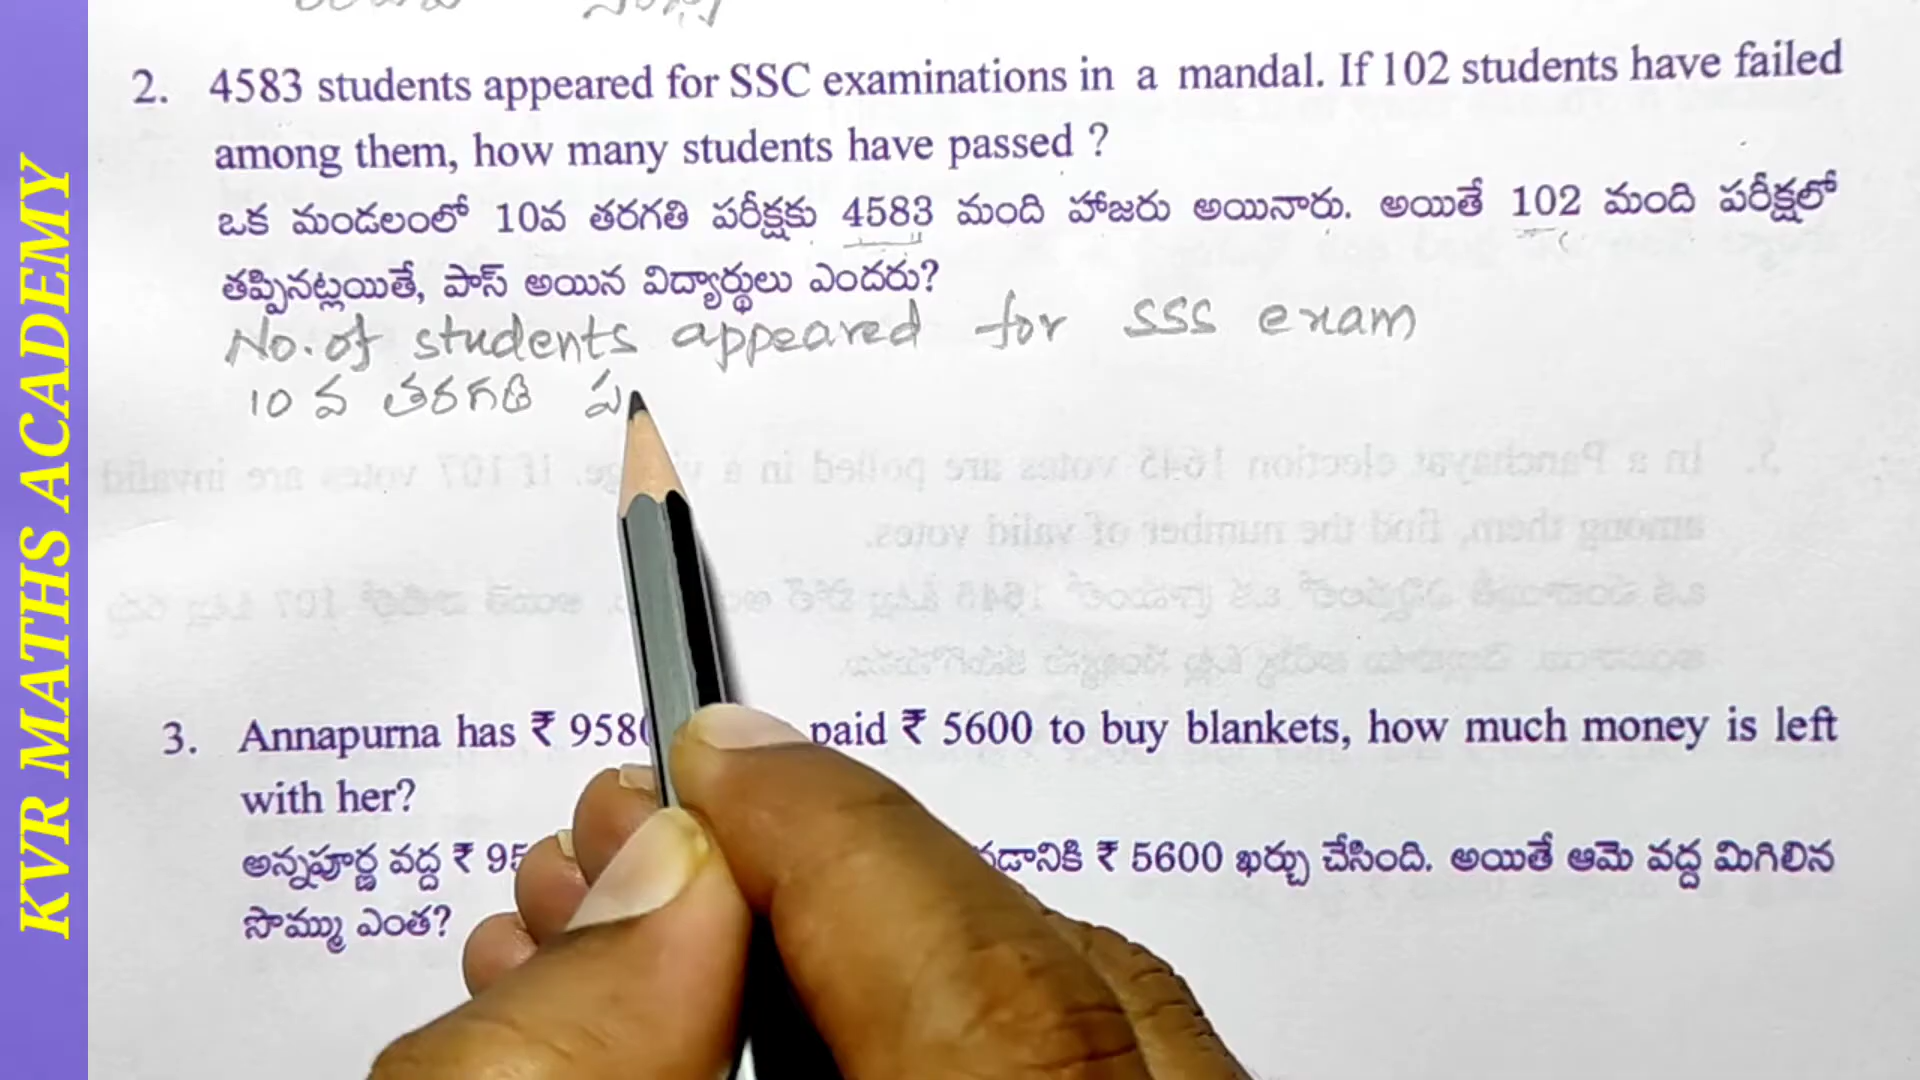 KVR MATHS ACADEMY
2. 4583 students appeared for SSC examinations in a mandal. If 102 students have failed
among them, how many students have passed ?
ఒక మండలంలో 10వ తరగతి పరీక్షకు 4583 మంది హాజరు అయినారు. అయితే 102 మంది పరీక్షలో
తప్పినట్లయితే, పాస్ అయిన విద్యార్థులు ఎందరు?
No. of students appeared for SSS exam
10 వ తరగతి ప
3. Annapurna has ₹ 958 paid ₹ 5600 to buy blankets, how much money is left
with her?
అన్నపూర్ణ వద్ద ₹ 95 ₹ 5600 ఖర్చు చేసింది. అయితే ఆమె వద్ద మిగిలిన
సొమ్ము ఎంత?